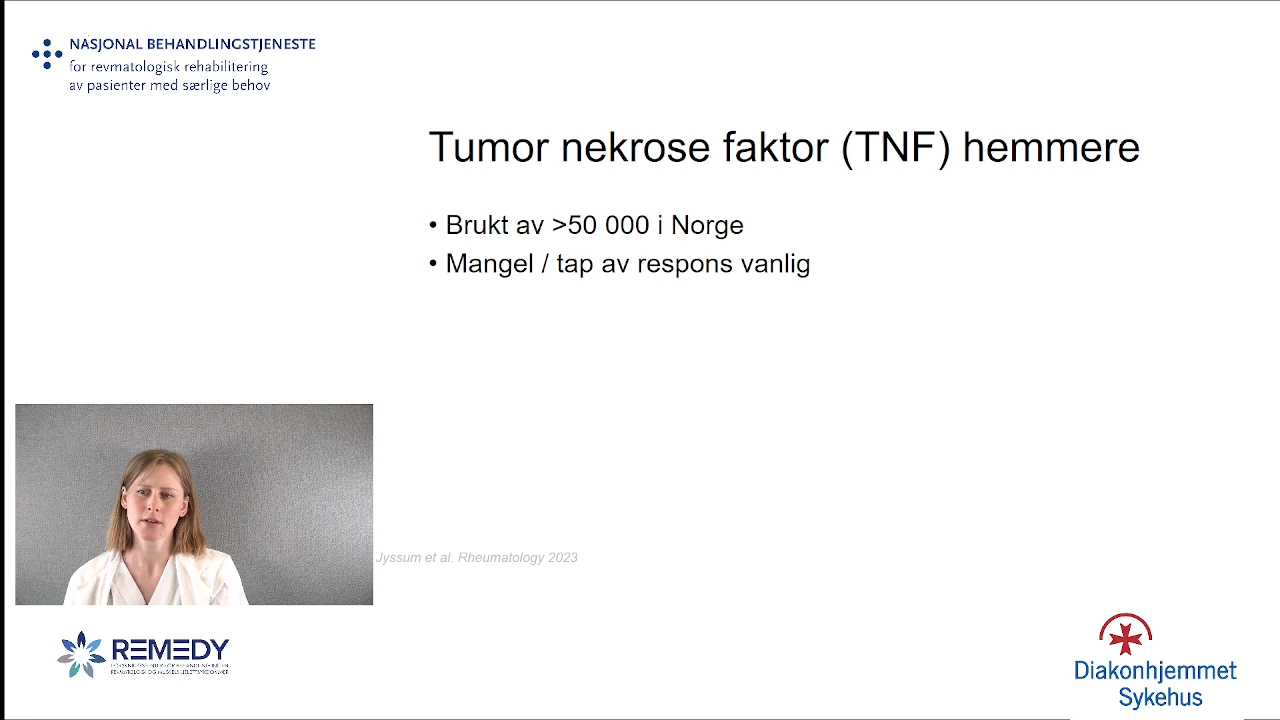 NASJONAL BEHANDLINGSTJENESTE
for revmatologisk rehabilitering
av pasienter med særlige behov
Tumor nekrose faktor (TNF) hemmere
• Brukt av >50 000 i Norge
• Mangel / tap av respons vanlig
Jyssum et al. Rheumatology 2023
REMEDY
Diakonhjemmet
Sykehus